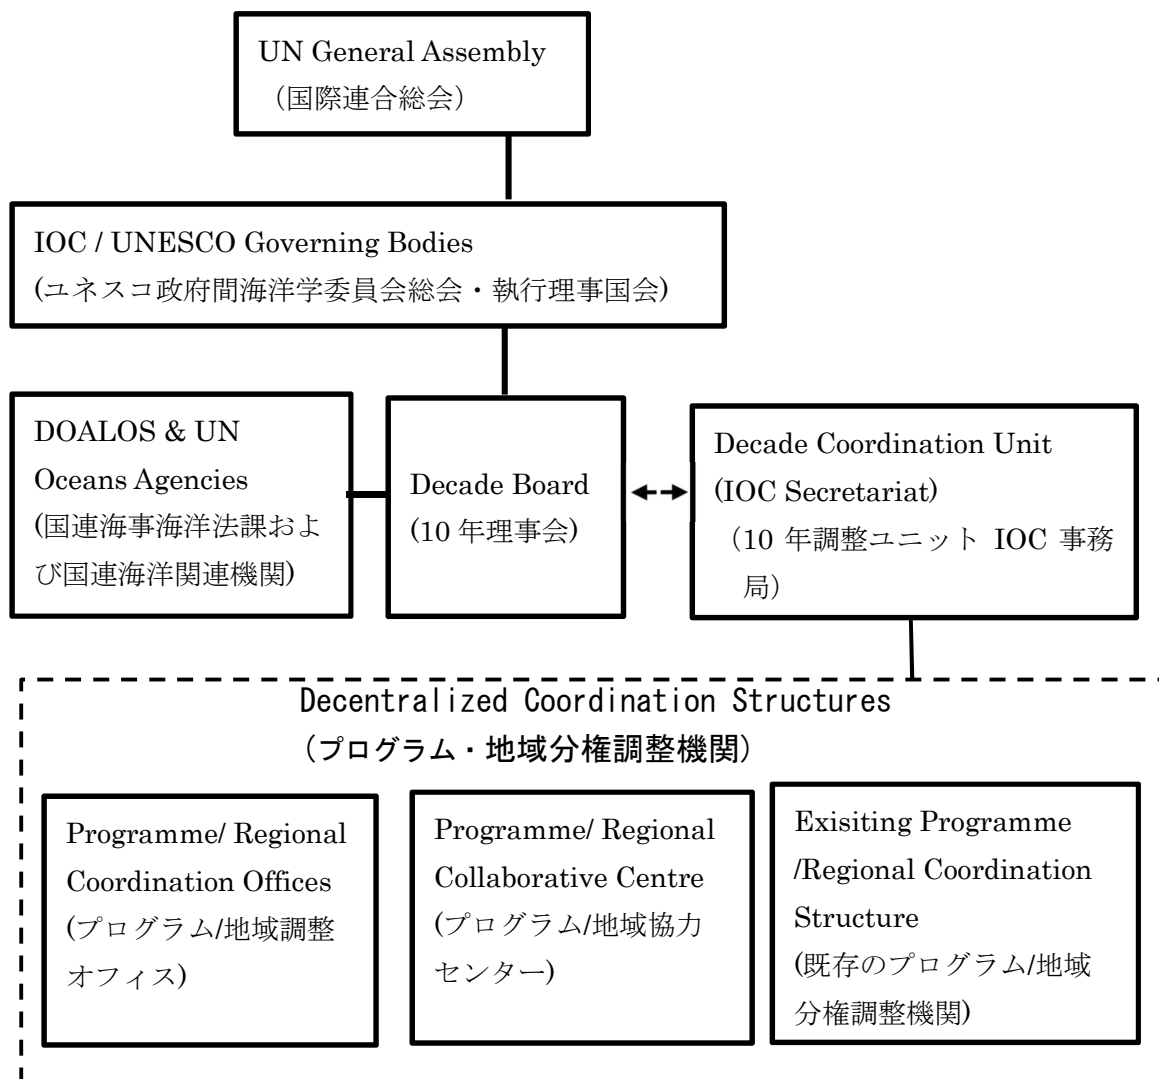 UN General Assembly
（国際連合総会）
IOC / UNESCO Governing Bodies
(ユネスコ政府間海洋学委員会総会・執行理事国会)
DOALOS & UN
Oceans Agencies
(国連海事海洋法課およ
び国連海洋関連機関)
Decade Board
(10 年理事会)
Decade Coordination Unit
(IOC Secretariat)
（10 年調整ユニット IOC 事務
局）
Decentralized Coordination Structures
（プログラム・地域分権調整機関）
Programme/ Regional
Coordination Offices
(プログラム/地域調整
オフィス)
Programme/ Regional
Collaborative Centre
(プログラム/地域協力
センター)
Exisiting Programme
/Regional Coordination
Structure
(既存のプログラム/地域
分権調整機関)